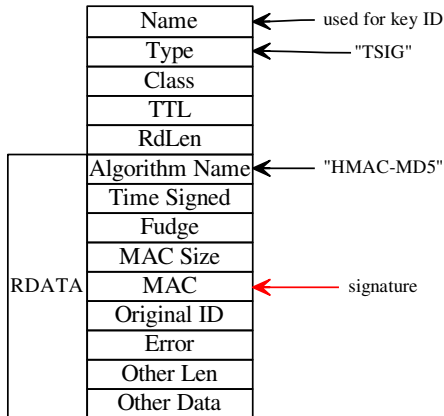 Name used for key ID
Type "TSIG"
Class
TTL
RdLen
Algorithm Name "HMAC-MD5"
Time Signed
Fudge
MAC Size
RDATA MAC signature
Original ID
Error
Other Len
Other Data